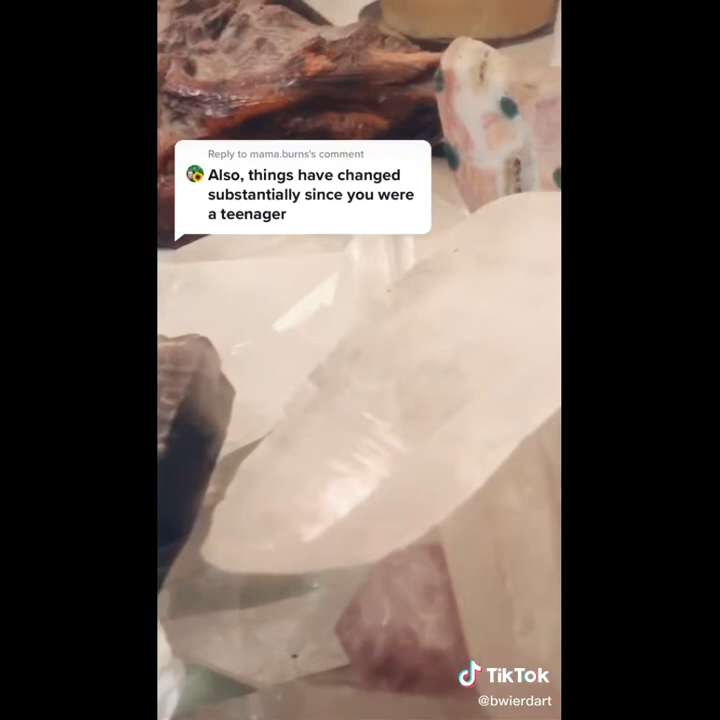 Reply to mama.burns's comment
Also, things have changed
substantially since you were
a teenager
TikTok
@bwierdart